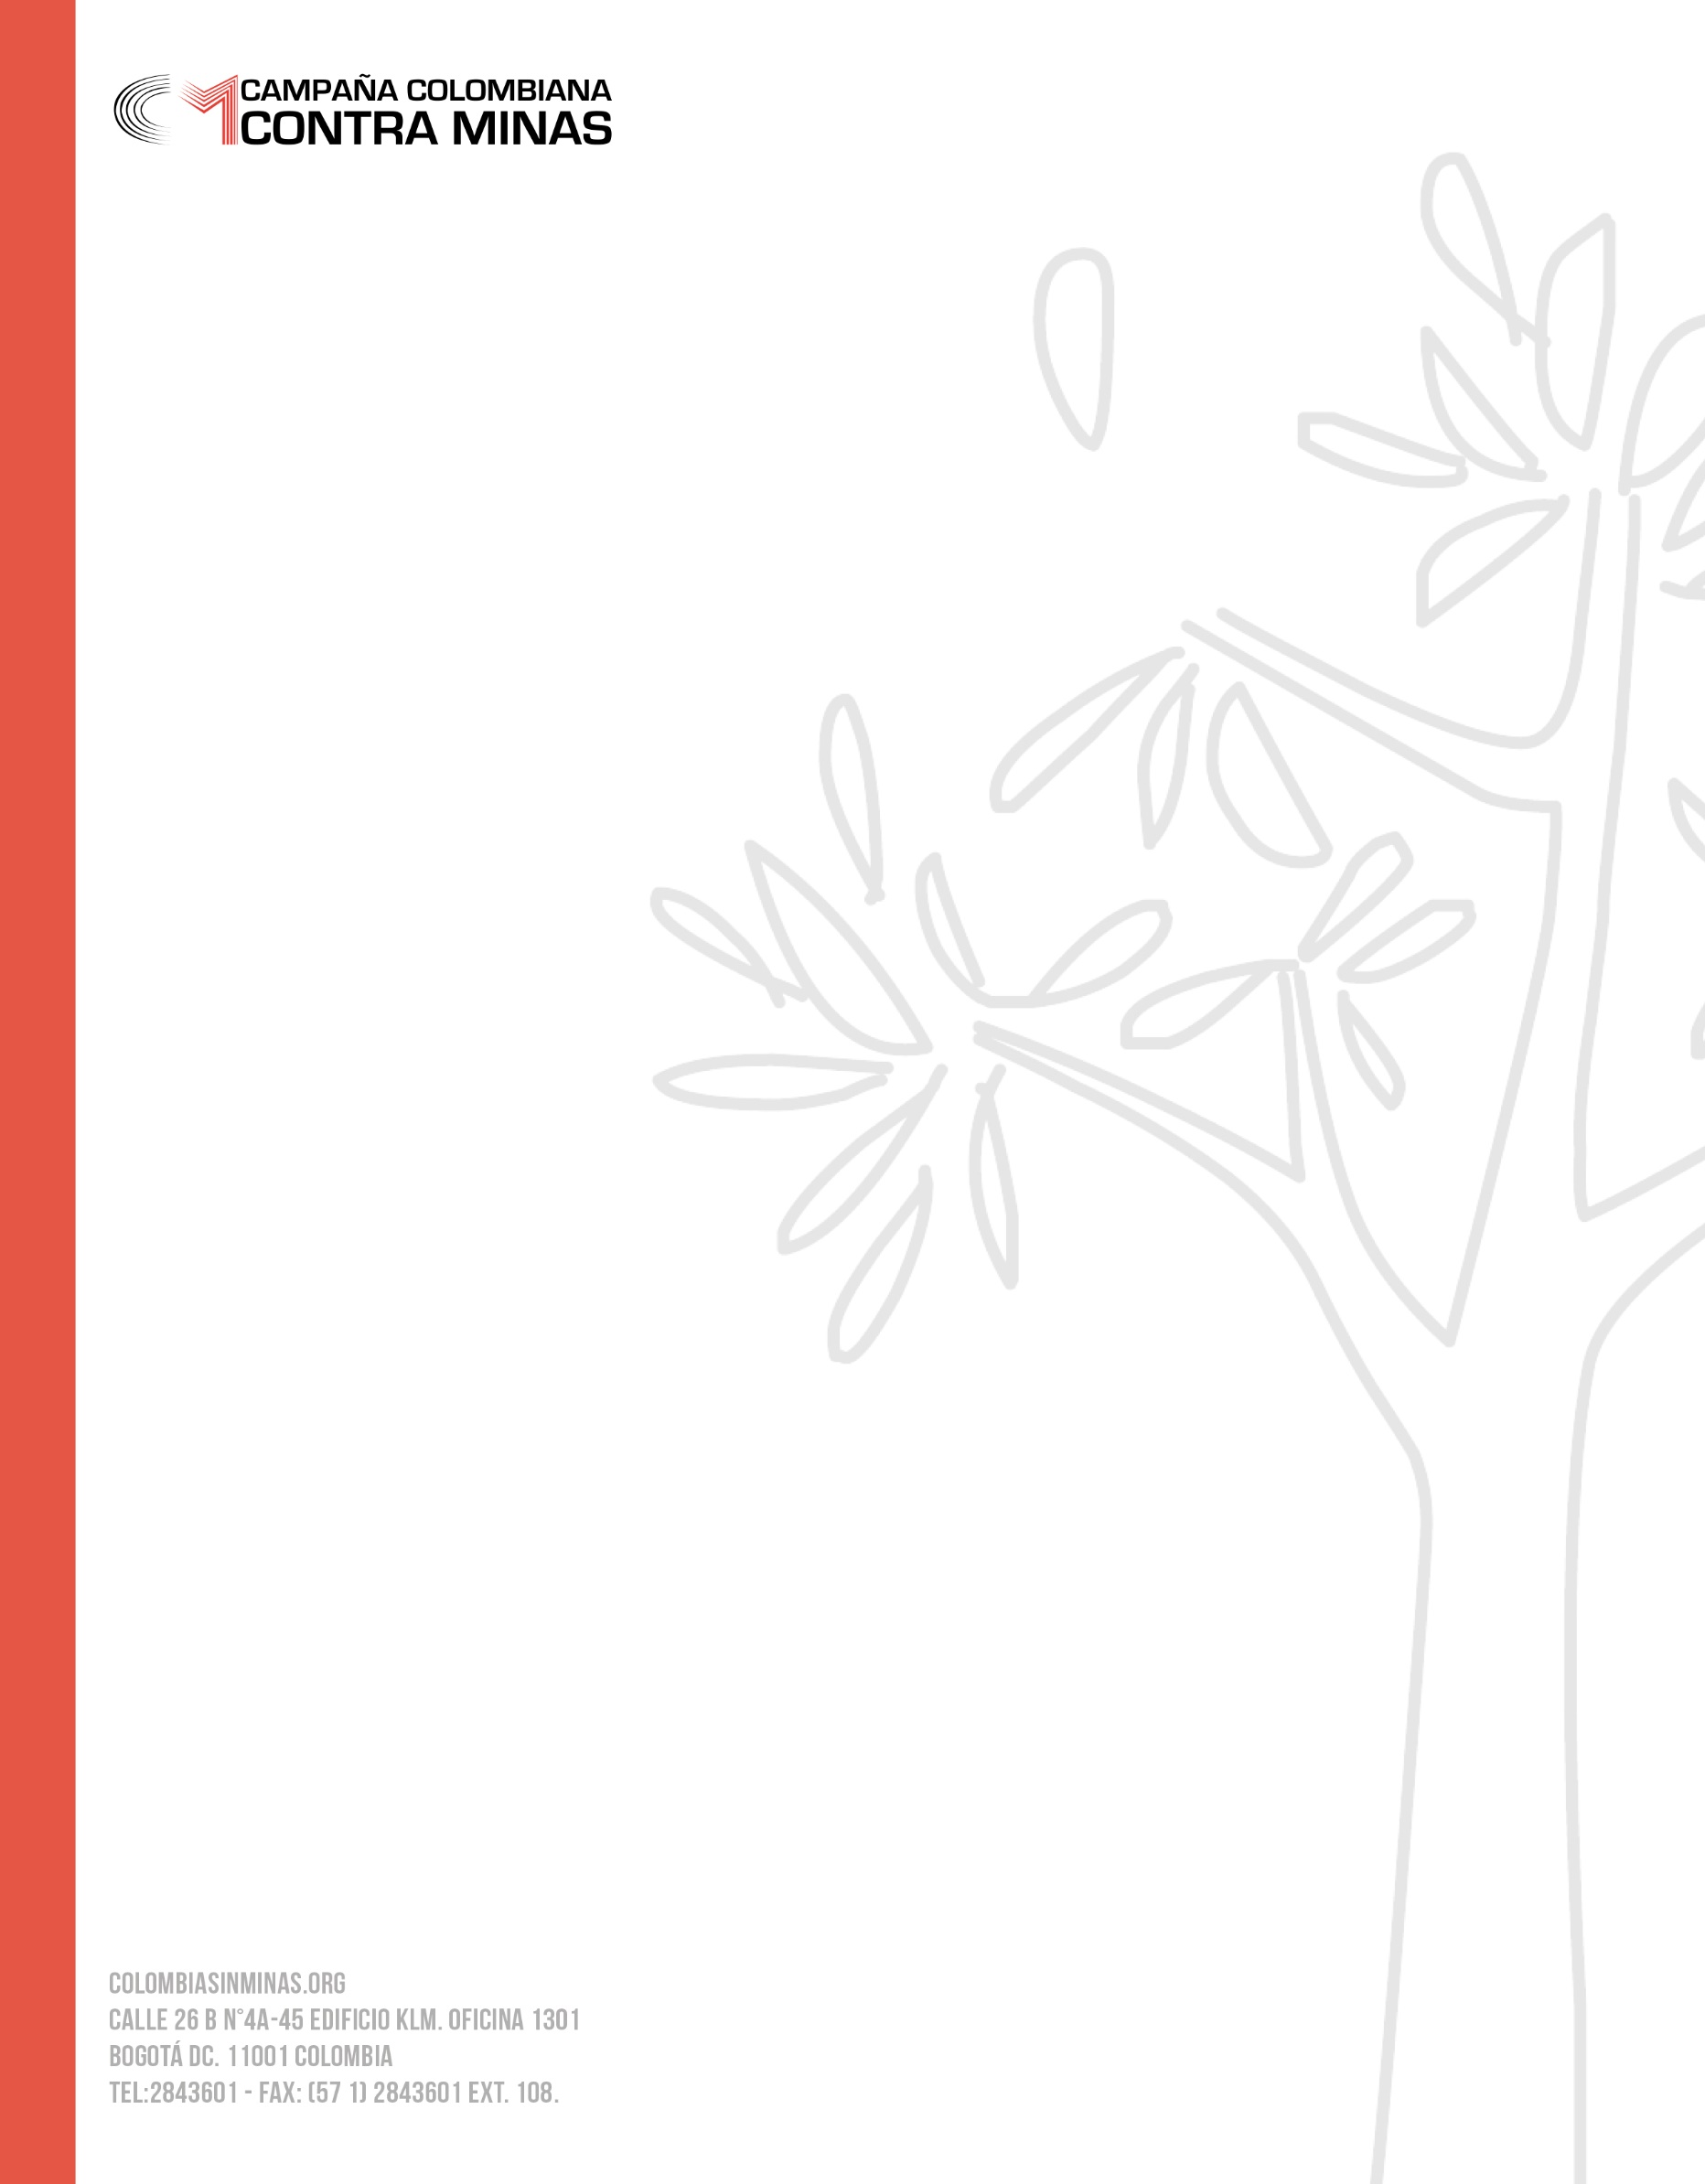 CAMPAÑA COLOMBIANA
CONTRA MINAS
COLOMBIASINMINAS.ORG
CALLE 26 B N°4A-45 EDIFICIO KLM. OFICINA 1301
BOGOTÁ DC. 11001 COLOMBIA
TEL:2843601 - FAX: (57 1) 2843601 EXT. 108.